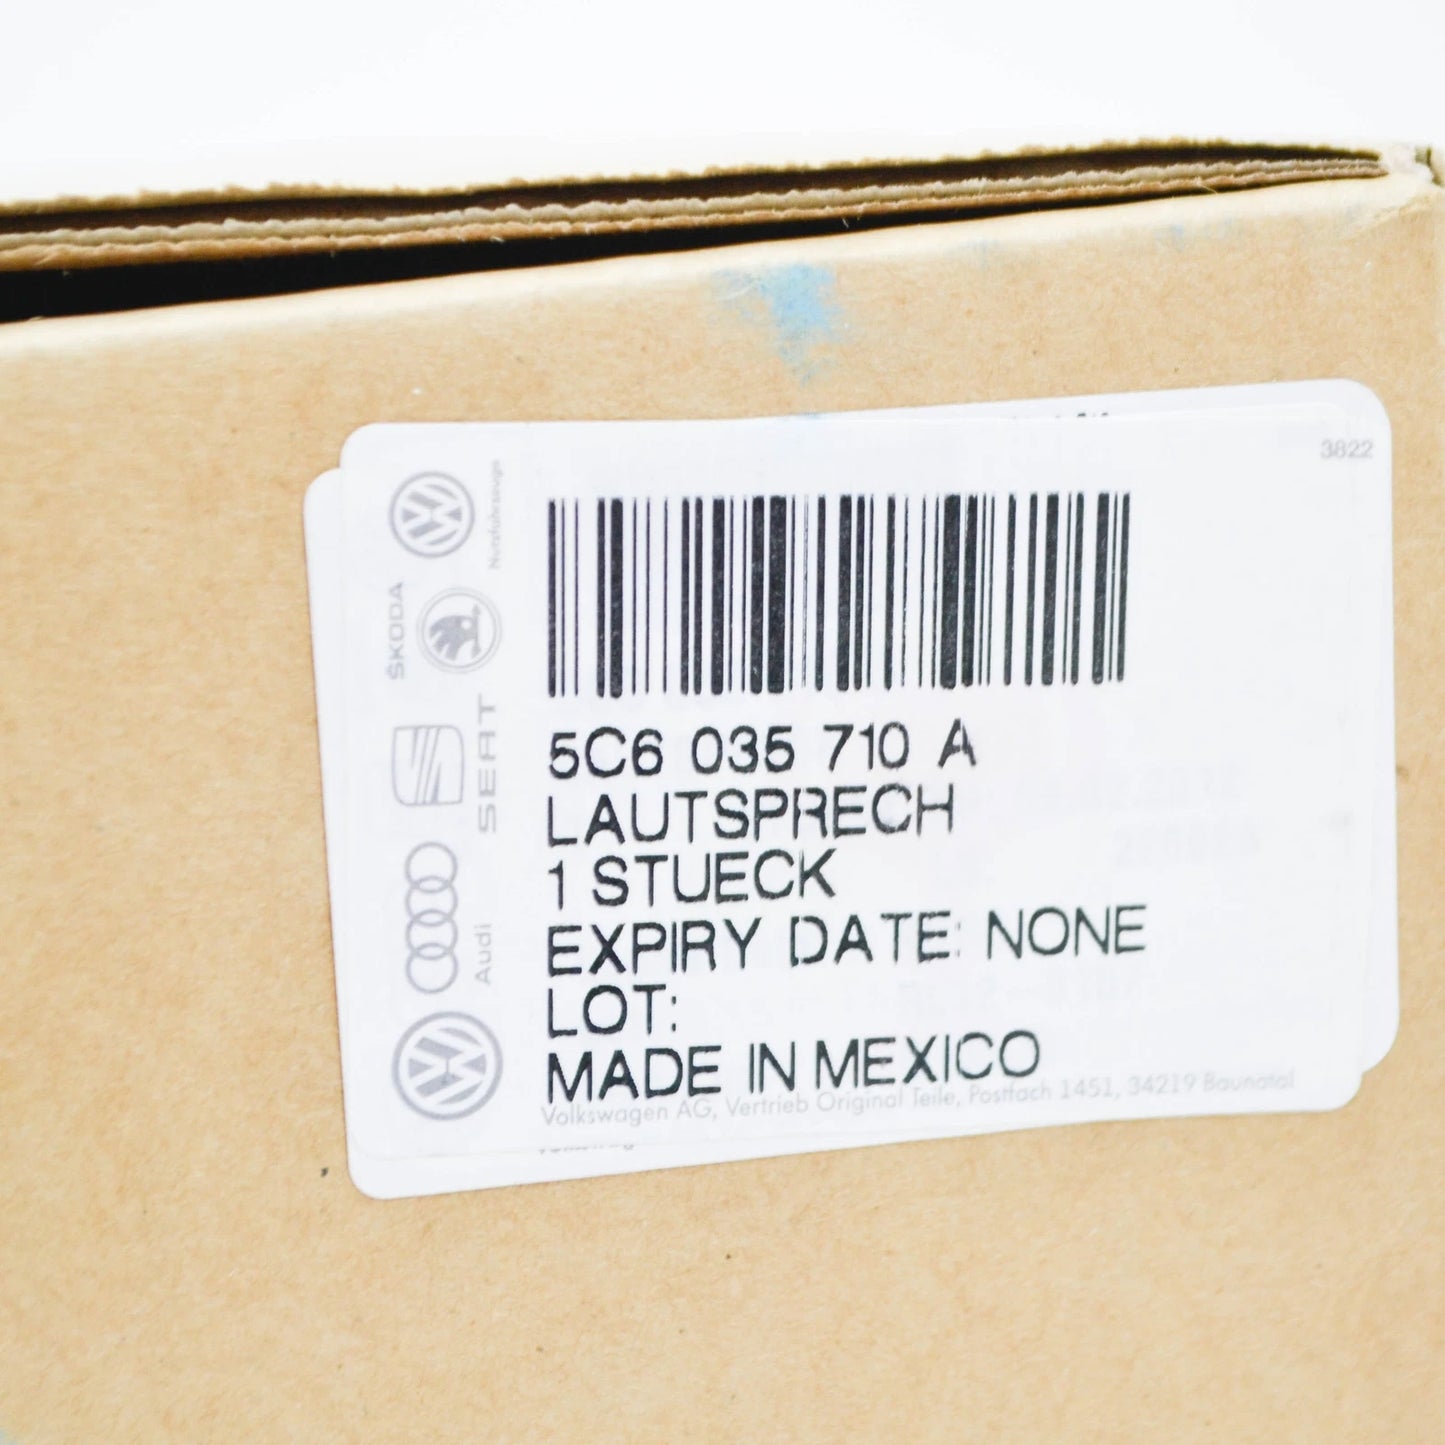 3822
Nutzfahrzeuge
ŠKODA
SEAT
Audi
5C6 035 710 A
LAUTSPRECH
1 STUECK
EXPIRY DATE: NONE
LOT:
MADE IN MEXICO
Volkswagen AG, Vertrieb Original Teile, Postfach 1451, 34219 Baunatal